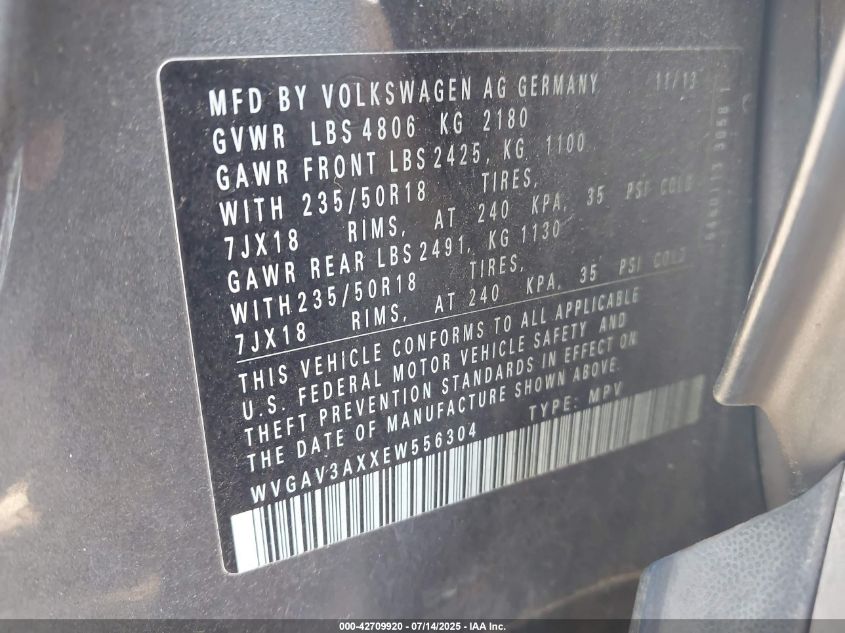 MFD BY VOLKSWAGEN AG GERMANY 11/13
GVWR LBS 4806 KG 2180
GAWR FRONT LBS 2425, KG 1100
WITH 235/50R18 TIRES,
7JX18 RIMS, AT 240 KPA, 35 PSI COLD
GAWR REAR LBS 2491, KG 1130
WITH 235/50R18 TIRES,
7JX18 RIMS, AT 240 KPA, 35 PSI COLD
THIS VEHICLE CONFORMS TO ALL APPLICABLE
U.S. FEDERAL MOTOR VEHICLE SAFETY AND
THEFT PREVENTION STANDARDS IN EFFECT ON
THE DATE OF MANUFACTURE SHOWN ABOVE.
WVGAV3AXXEW556304 TYPE: MPV
000-42709920 | 07/14/2025 - IAA Inc.